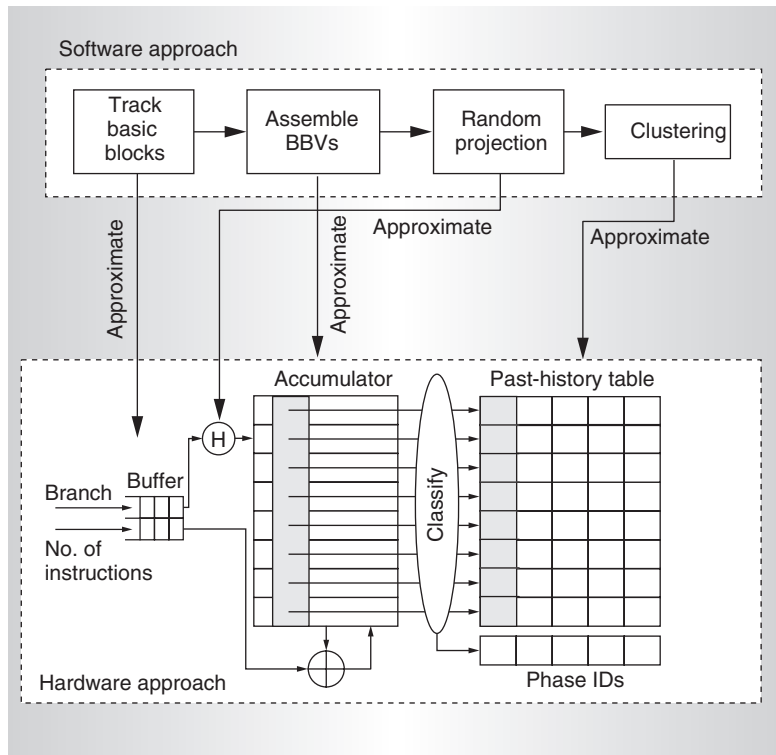 Software approach
Track
basic
blocks
Assemble
BBVs
Random
projection
Clustering
Approximate
Approximate
Approximate
Approximate
Accumulator
Past-history table
H
Buffer
Branch
No. of
instructions
Classify
Hardware approach
Phase IDs